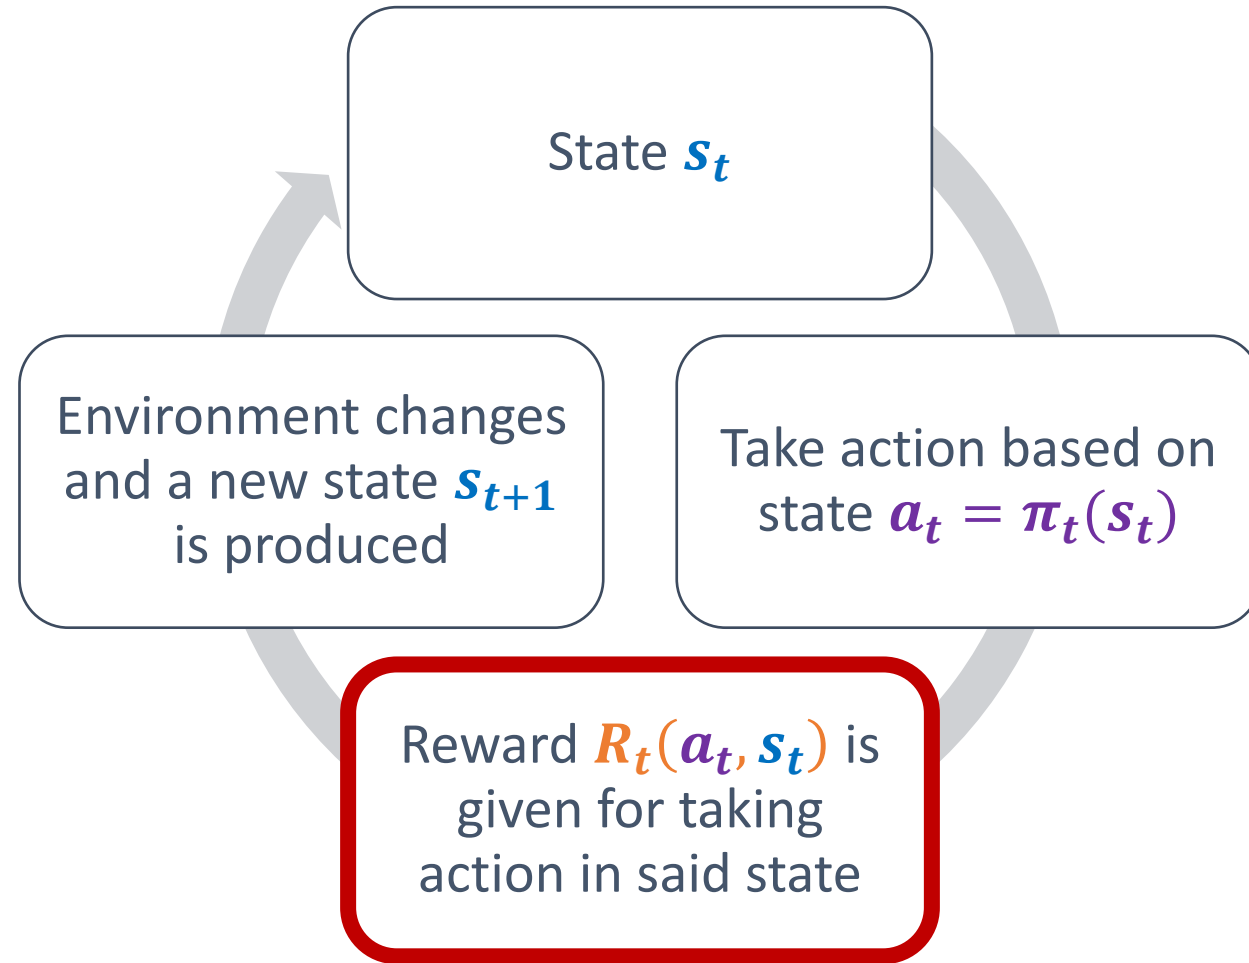 State sₜ
Take action based on
state aₜ = πₜ(sₜ)
Reward Rₜ(aₜ, sₜ) is
given for taking
action in said state
Environment changes
and a new state sₜ₊₁
is produced